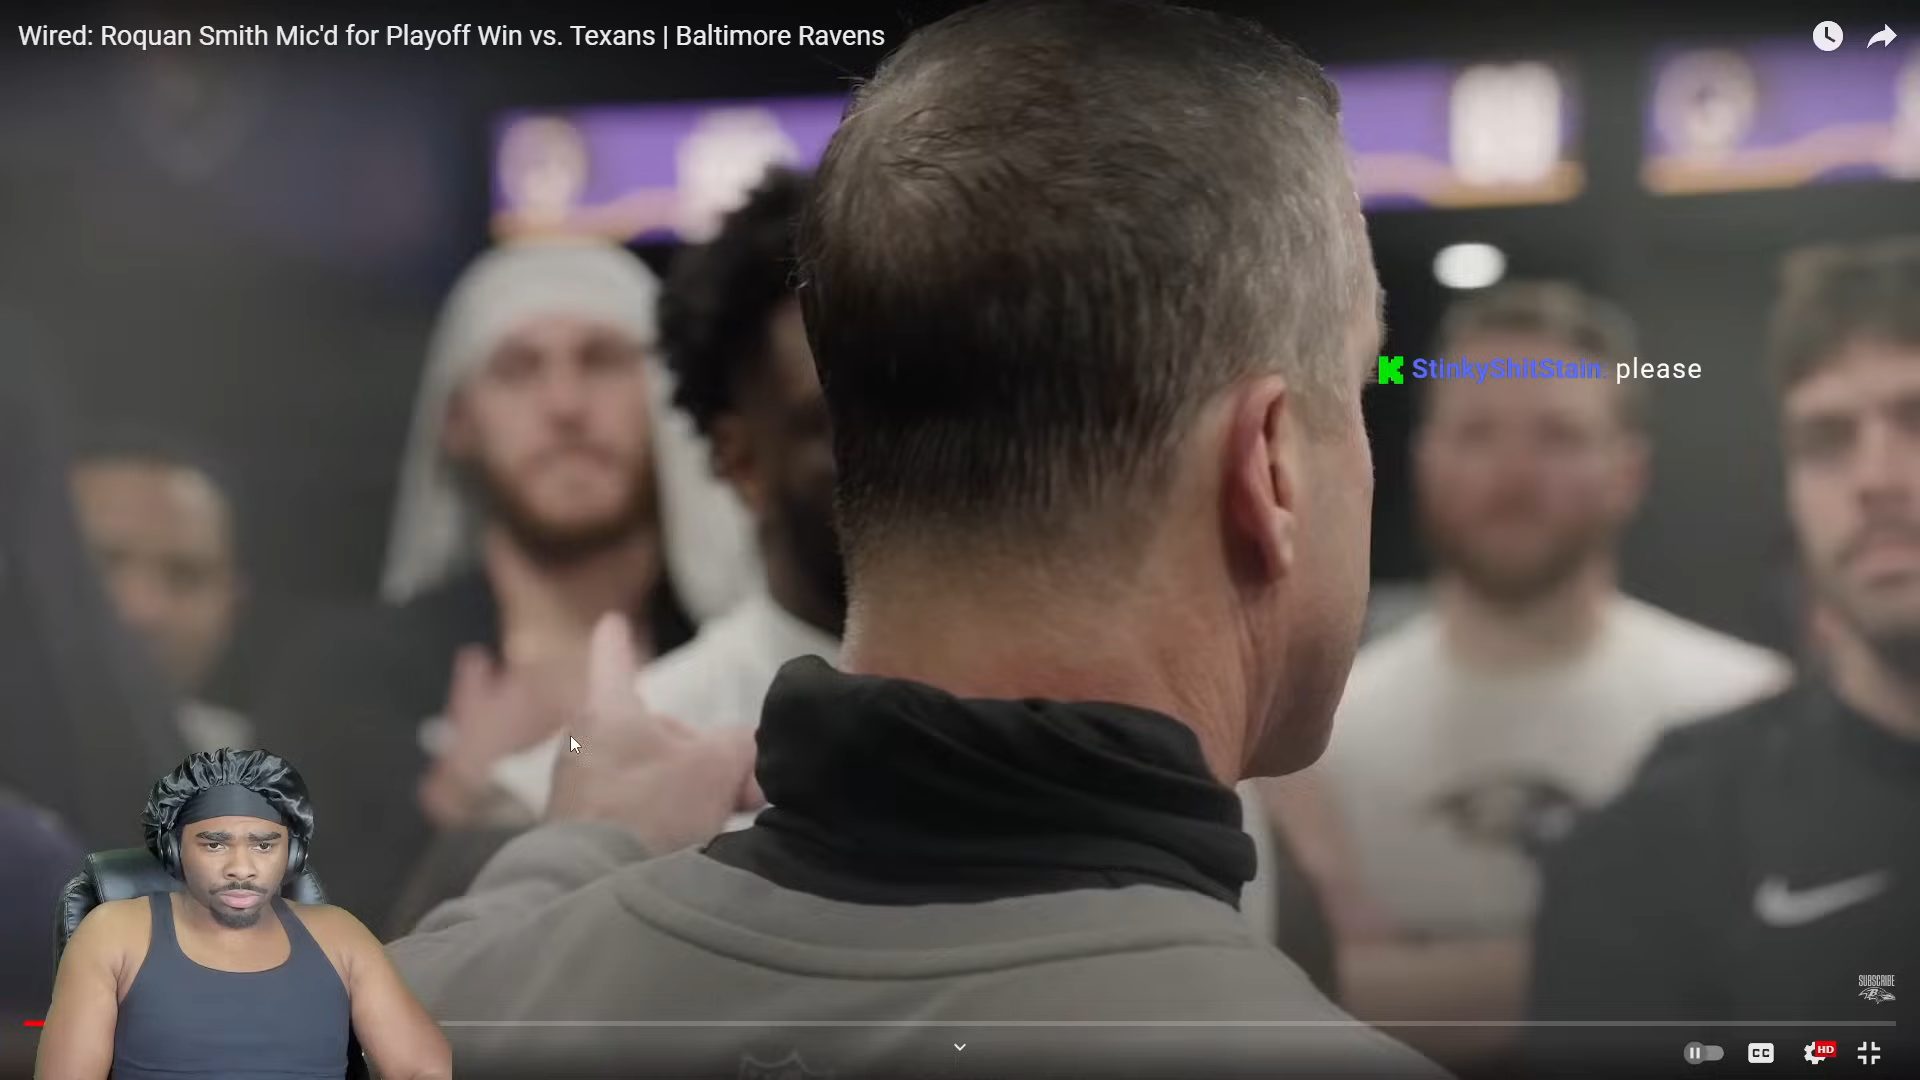 Wired: Roquan Smith Mic'd for Playoff Win vs. Texans | Baltimore Ravens
StinkyShitStain: please
SUBSCRIBE
CC
HD